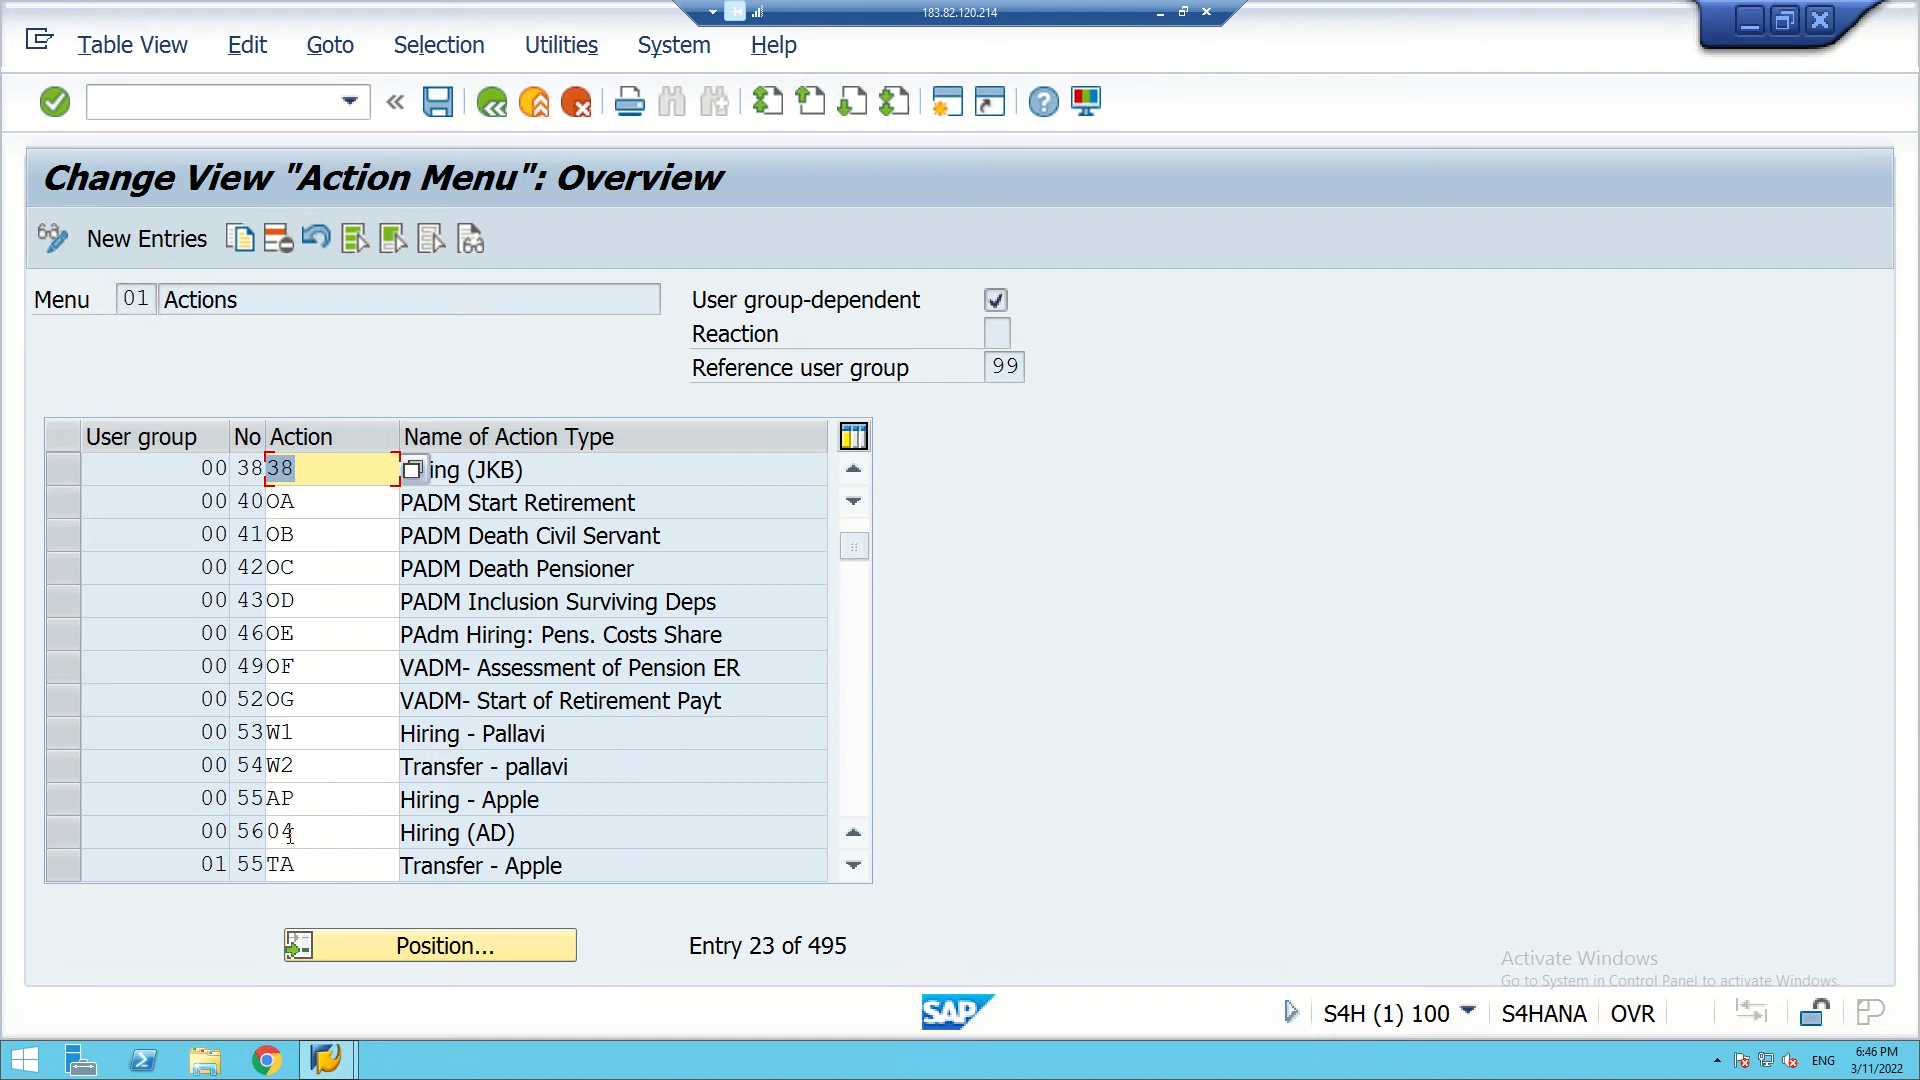 183.82.120.214
Table View Edit Goto Selection Utilities System Help
Change View "Action Menu": Overview
New Entries
Menu 01 Actions User group-dependent
Reaction
Reference user group 99
User group No Action Name of Action Type
00 38 38 ing (JKB)
00 40 OA PADM Start Retirement
00 41 OB PADM Death Civil Servant
00 42 OC PADM Death Pensioner
00 43 OD PADM Inclusion Surviving Deps
00 46 OE PAdm Hiring: Pens. Costs Share
00 49 OF VADM- Assessment of Pension ER
00 52 OG VADM- Start of Retirement Payt
00 53 W1 Hiring - Pallavi
00 54 W2 Transfer - pallavi
00 55 AP Hiring - Apple
00 56 04 Hiring (AD)
01 55 TA Transfer - Apple
Position... Entry 23 of 495
Activate Windows
Go to System in Control Panel to activate Windows.
SAP S4H (1) 100 S4HANA OVR
ENG 6:46 PM
3/11/2022